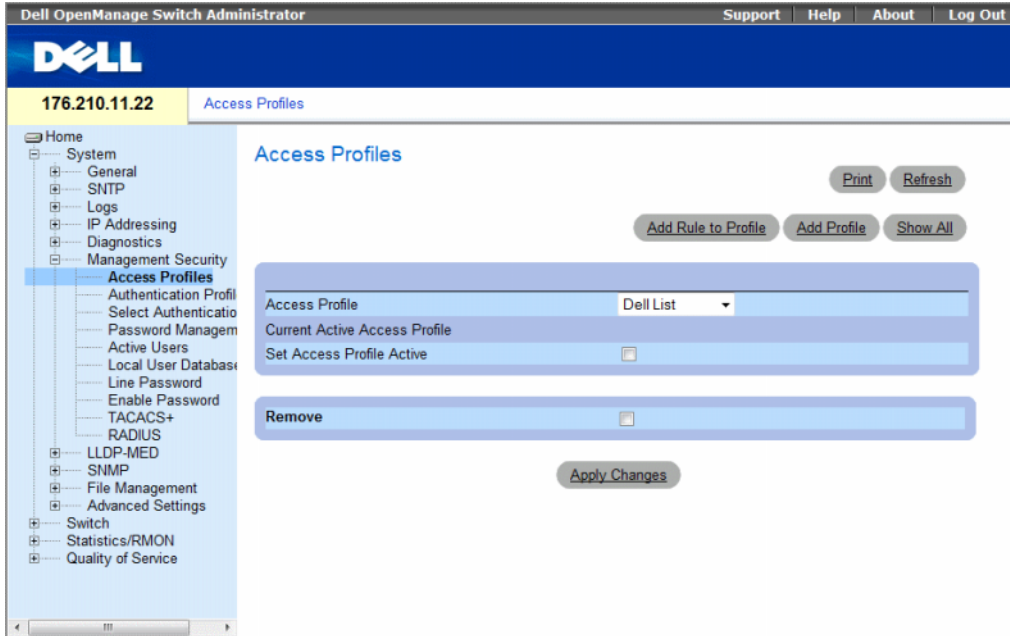 Dell OpenManage Switch Administrator
Support Help About Log Out
DELL
176.210.11.22
Access Profiles
Home
System
General
SNTP
Logs
IP Addressing
Diagnostics
Management Security
Access Profiles
Authentication Profil
Select Authenticatio
Password Managem
Active Users
Local User Database
Line Password
Enable Password
TACACS+
RADIUS
LLDP-MED
SNMP
File Management
Advanced Settings
Switch
Statistics/RMON
Quality of Service
Access Profiles
Print Refresh
Add Rule to Profile Add Profile Show All
Access Profile Dell List
Current Active Access Profile
Set Access Profile Active
Remove
Apply Changes